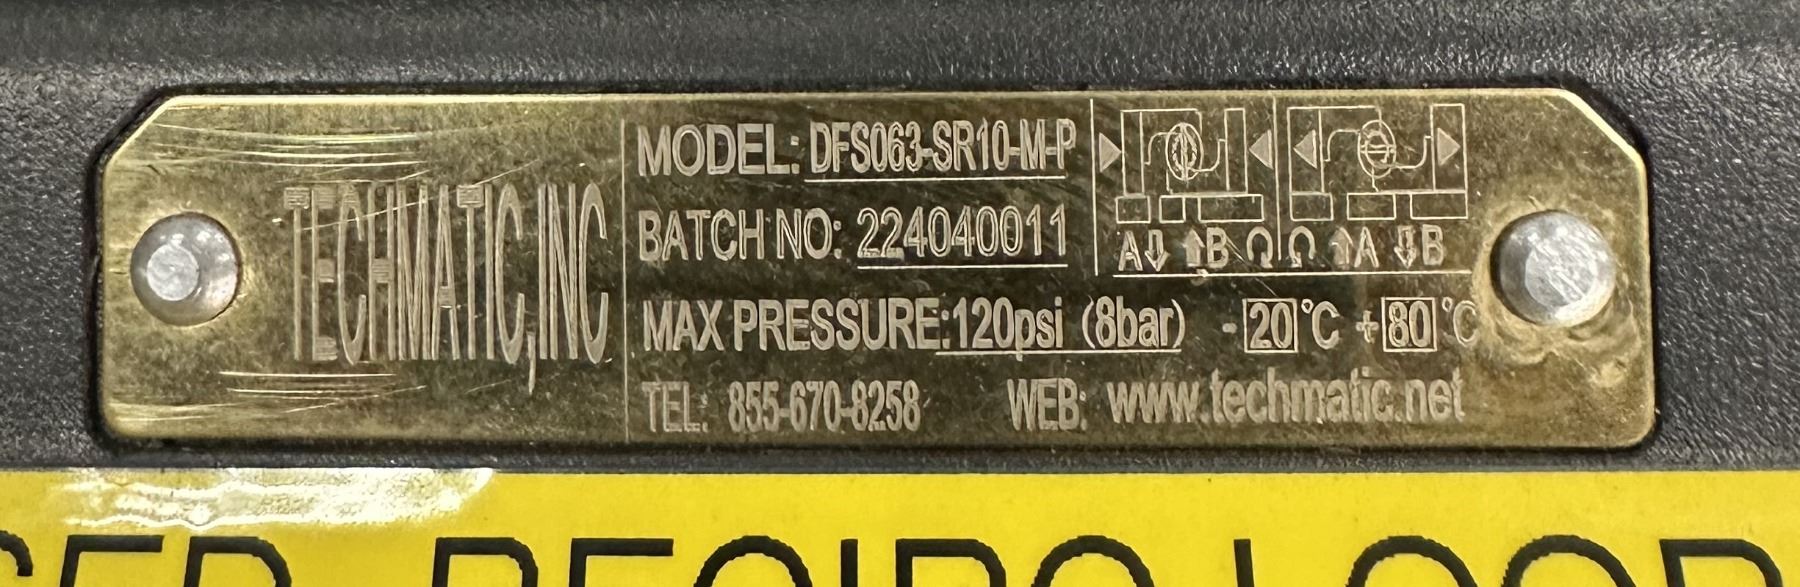 TECHMATIC,INC
MODEL: DFS063-SR10-M-P
BATCH NO: 224040011
A⇩ ⇧B ⇧A ⇩B
MAX PRESSURE:120psi (8bar) -20°C +80°C
TEL: 855-670-8258 WEB: www.techmatic.net